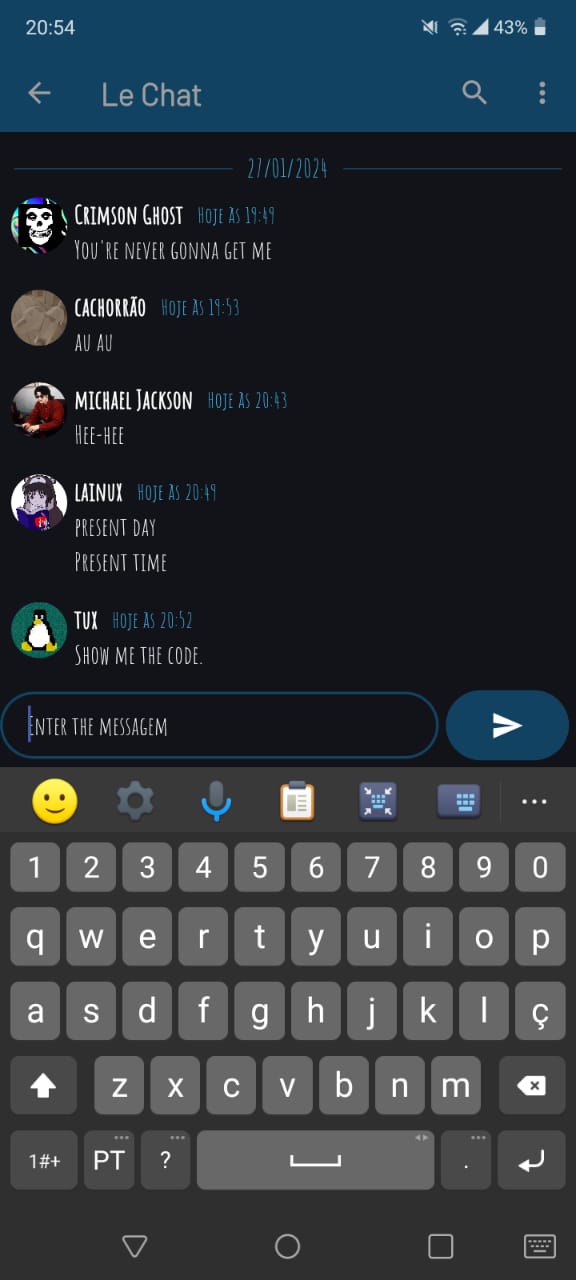 20:54
43%
Le Chat
27/01/2024
Crimson Ghost Hoje Às 19:49
You're never gonna get me
cachorrão Hoje Às 19:53
au au
michael Jackson Hoje Às 20:43
Hee-hee
lainux Hoje Às 20:49
present day
Present time
tux Hoje Às 20:52
Show me the code.
Enter the messagem
1 2 3 4 5 6 7 8 9 0
q w e r t y u i o p
a s d f g h j k l ç
z x c v b n m
1#+ PT ? .